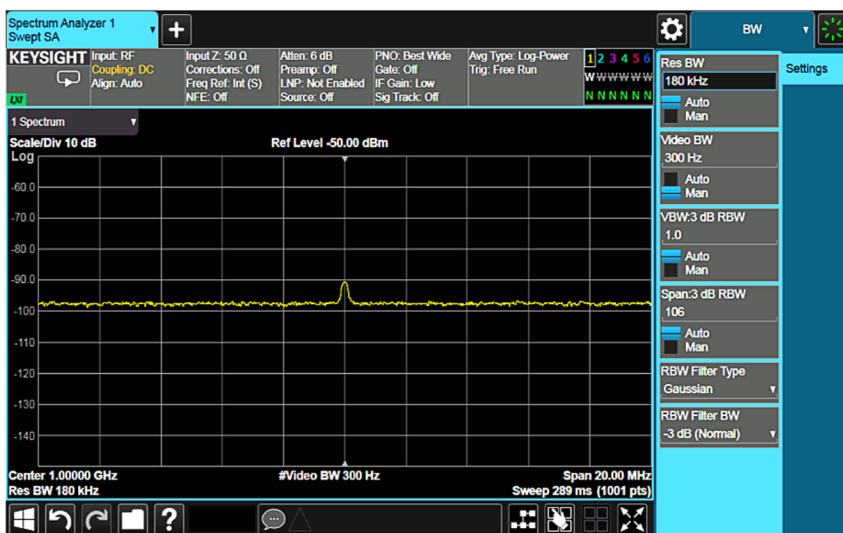 Spectrum Analyzer 1
Swept SA
+
BW
KEYSIGHT
Input: RF
Coupling: DC
Align: Auto
Input Z: 50 Ω
Corrections: Off
Freq Ref: Int (S)
NFE: Off
Atten: 6 dB
Preamp: Off
LNP: Not Enabled
Source: Off
PNO: Best Wide
Gate: Off
IF Gain: Low
Sig Track: Off
Avg Type: Log-Power
Trig: Free Run
1 2 3 4 5 6
W W W W W W
N N N N N N
LXI
1 Spectrum
Scale/Div 10 dB
Ref Level -50.00 dBm
Log
-60.0
-70.0
-80.0
-90.0
-100
-110
-120
-130
-140
Center 1.00000 GHz
#Video BW 300 Hz
Span 20.00 MHz
Res BW 180 kHz
Sweep 289 ms (1001 pts)
?
Settings
Res BW
180 kHz
Auto
Man
Video BW
300 Hz
Auto
Man
VBW:3 dB RBW
1.0
Auto
Man
Span:3 dB RBW
106
Auto
Man
RBW Filter Type
Gaussian
RBW Filter BW
-3 dB (Normal)